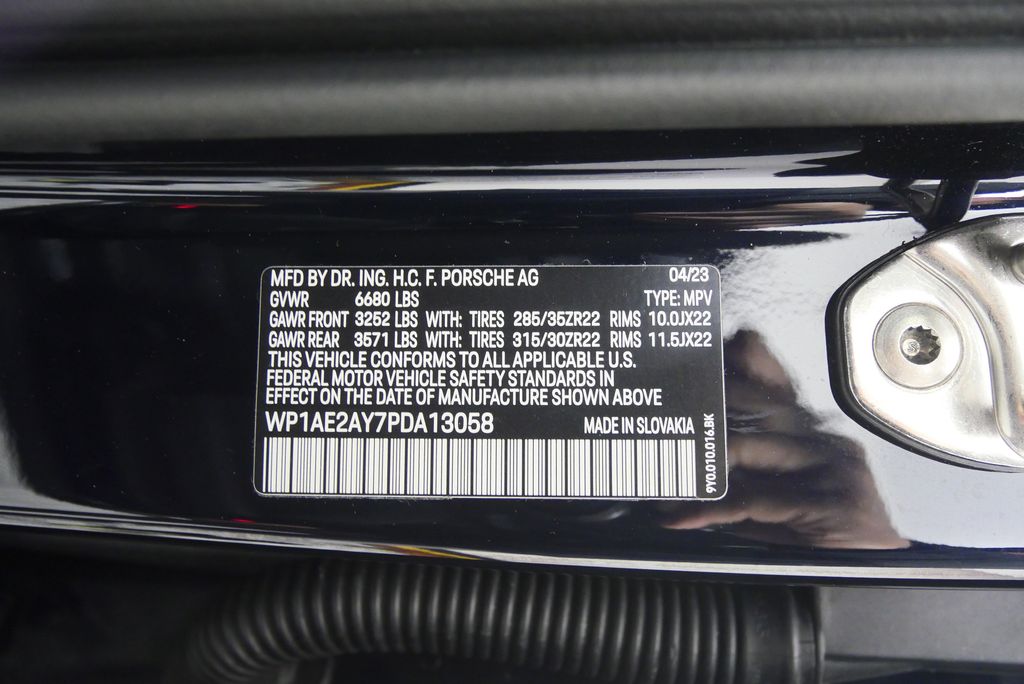 MFD BY DR. ING. H.C. F. PORSCHE AG 04/23
GVWR 6680 LBS TYPE: MPV
GAWR FRONT 3252 LBS WITH: TIRES 285/35ZR22 RIMS 10.0JX22
GAWR REAR 3571 LBS WITH: TIRES 315/30ZR22 RIMS 11.5JX22
THIS VEHICLE CONFORMS TO ALL APPLICABLE U.S.
FEDERAL MOTOR VEHICLE SAFETY STANDARDS IN
EFFECT ON THE DATE OF MANUFACTURE SHOWN ABOVE
WP1AE2AY7PDA13058 MADE IN SLOVAKIA
9Y0.010.016.BK